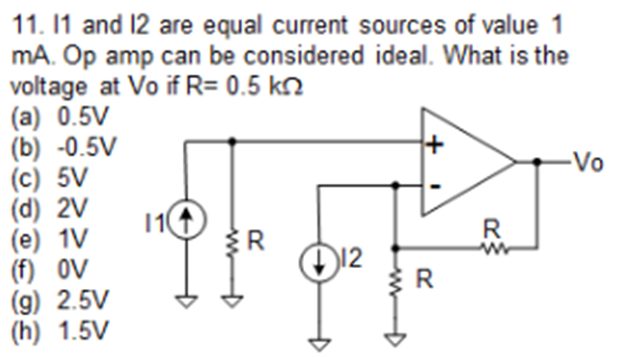 11. I1 and I2 are equal current sources of value 1
mA. Op amp can be considered ideal. What is the
voltage at Vo if R= 0.5 kΩ
(a) 0.5V
(b) -0.5V
(c) 5V
(d) 2V
(e) 1V
(f) 0V
(g) 2.5V
(h) 1.5V
+
-
Vo
I1
R
I2
R
R